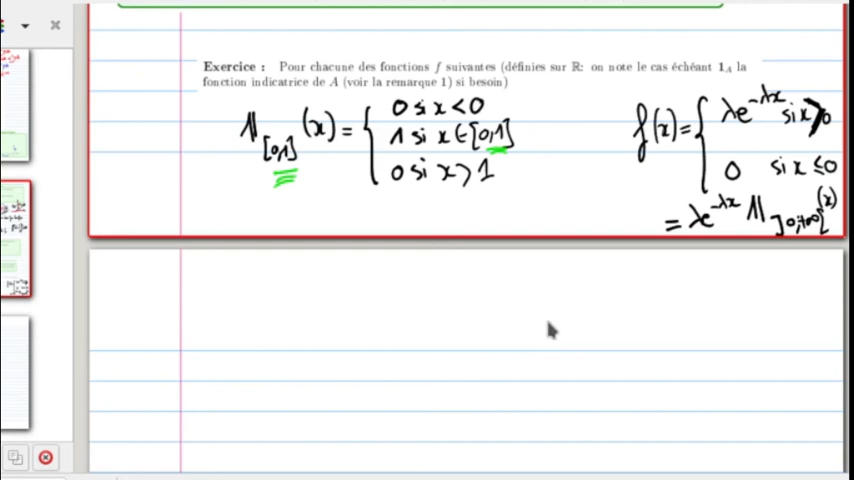 Exercice : Pour chacune des fonctions f suivantes (définies sur ℝ: on note le cas échéant 𝟏_A la
fonction indicatrice de A (voir la remarque 1) si besoin)
𝟙_[0,1] (x) = { 0 si x < 0
1 si x ∈ [0,1]
0 si x > 1
f(x) = { λe^{-λx} si x > 0
0 si x ≤ 0
= λe^{-λx} 𝟙_]0;+∞[ (x)